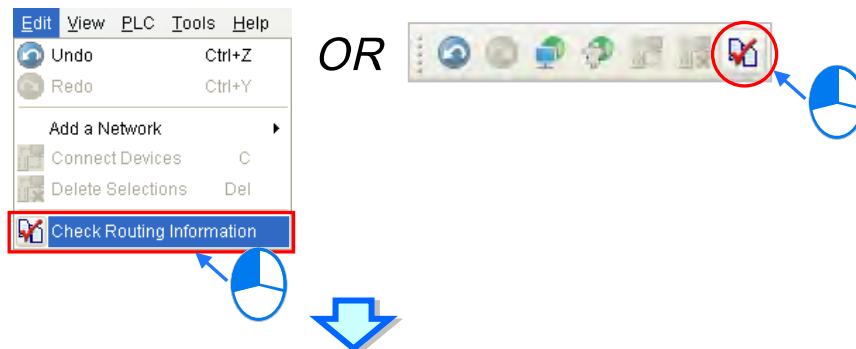 Edit View PLC Tools Help
Undo Ctrl+Z
Redo Ctrl+Y
Add a Network
Connect Devices C
Delete Selections Del
Check Routing Information
OR